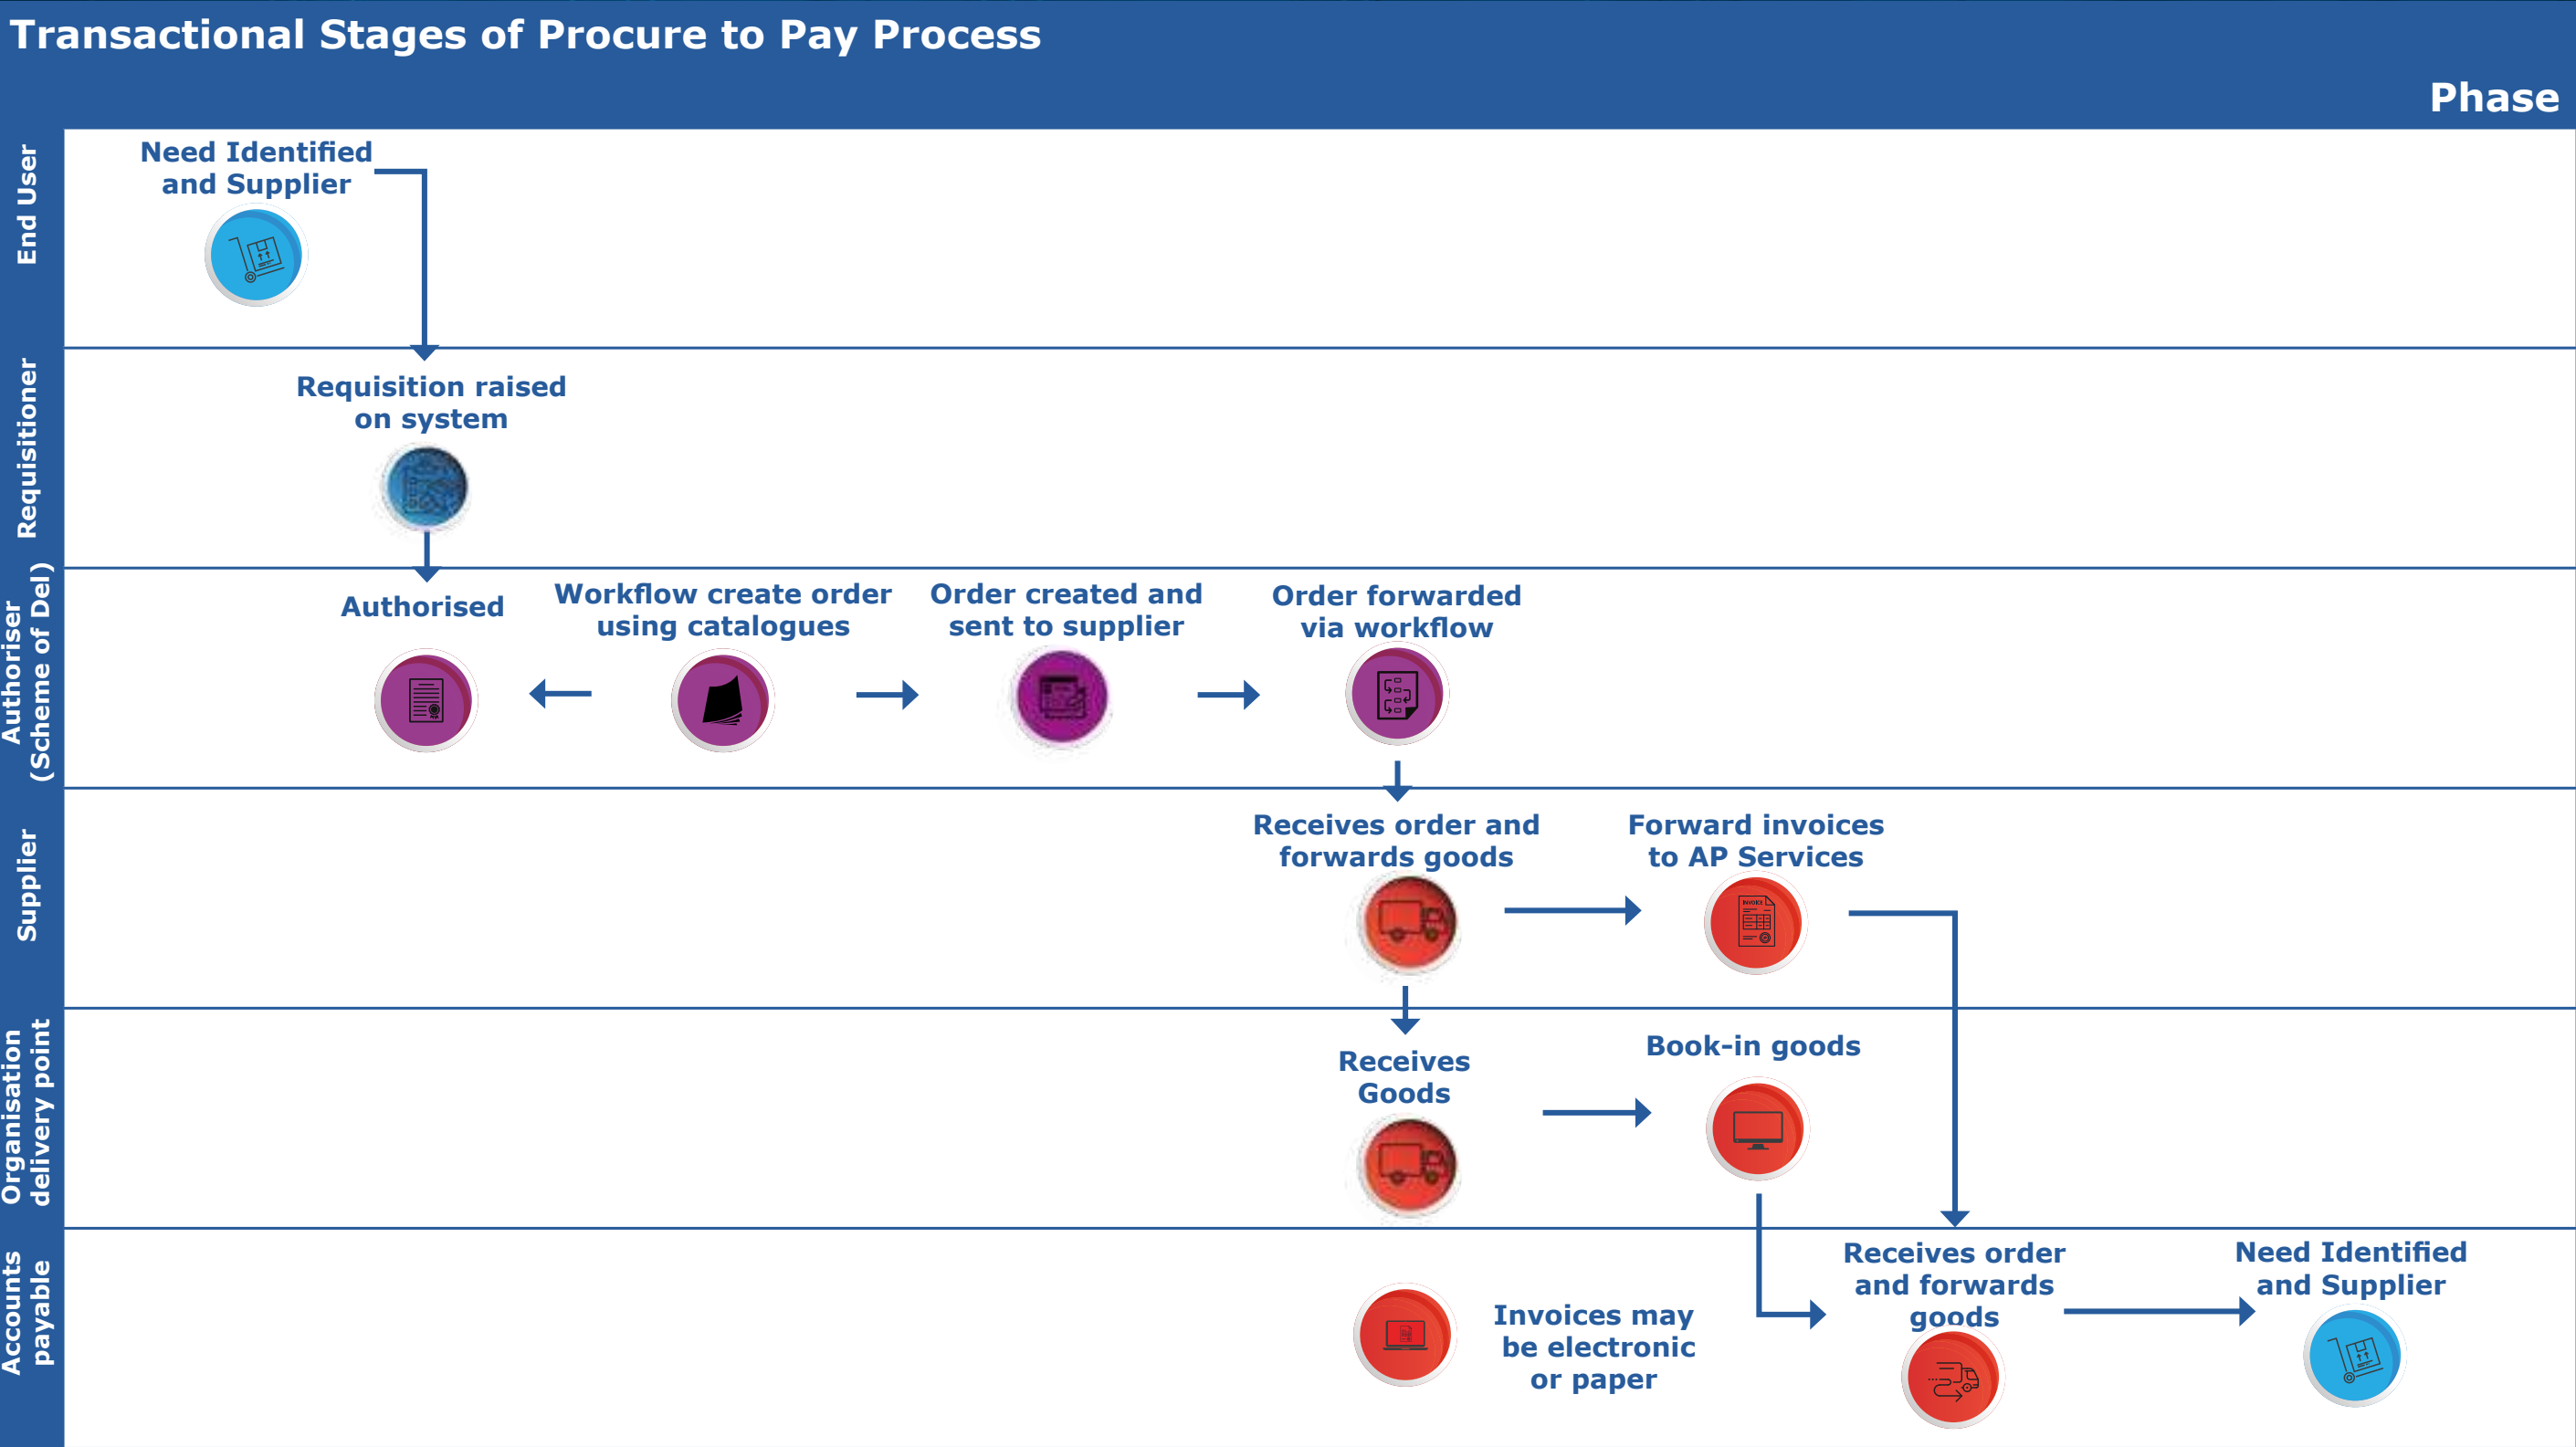 Transactional Stages of Procure to Pay Process
Phase
End User
Need Identified
and Supplier
Requisitioner
Requisition raised
on system
Authoriser
(Scheme of Del)
Authorised
Workflow create order
using catalogues
Order created and
sent to supplier
Order forwarded
via workflow
Supplier
Receives order and
forwards goods
Forward invoices
to AP Services
INVOICE
Organisation
delivery point
Receives
Goods
Book-in goods
Accounts
payable
Invoices may
be electronic
or paper
Receives order
and forwards
goods
Need Identified
and Supplier